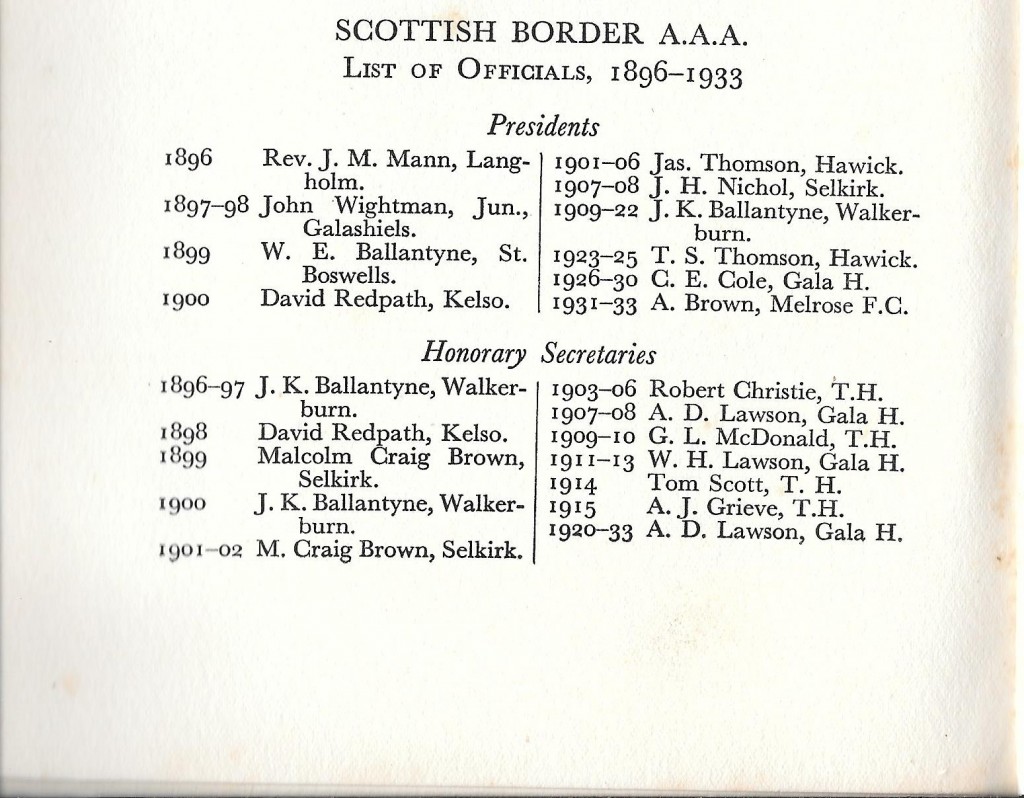 SCOTTISH BORDER A.A.A.
LIST OF OFFICIALS, 1896–1933
Presidents
1896 Rev. J. M. Mann, Lang-
holm.
1897–98 John Wightman, Jun.,
Galashiels.
1899 W. E. Ballantyne, St.
Boswells.
1900 David Redpath, Kelso.
1901–06 Jas. Thomson, Hawick.
1907–08 J. H. Nichol, Selkirk.
1909–22 J. K. Ballantyne, Walker-
burn.
1923–25 T. S. Thomson, Hawick.
1926–30 C. E. Cole, Gala H.
1931–33 A. Brown, Melrose F.C.
Honorary Secretaries
1896–97 J. K. Ballantyne, Walker-
burn.
1898 David Redpath, Kelso.
1899 Malcolm Craig Brown,
Selkirk.
1900 J. K. Ballantyne, Walker-
burn.
1901–02 M. Craig Brown, Selkirk.
1903–06 Robert Christie, T.H.
1907–08 A. D. Lawson, Gala H.
1909–10 G. L. McDonald, T.H.
1911–13 W. H. Lawson, Gala H.
1914 Tom Scott, T. H.
1915 A. J. Grieve, T.H.
1920–33 A. D. Lawson, Gala H.